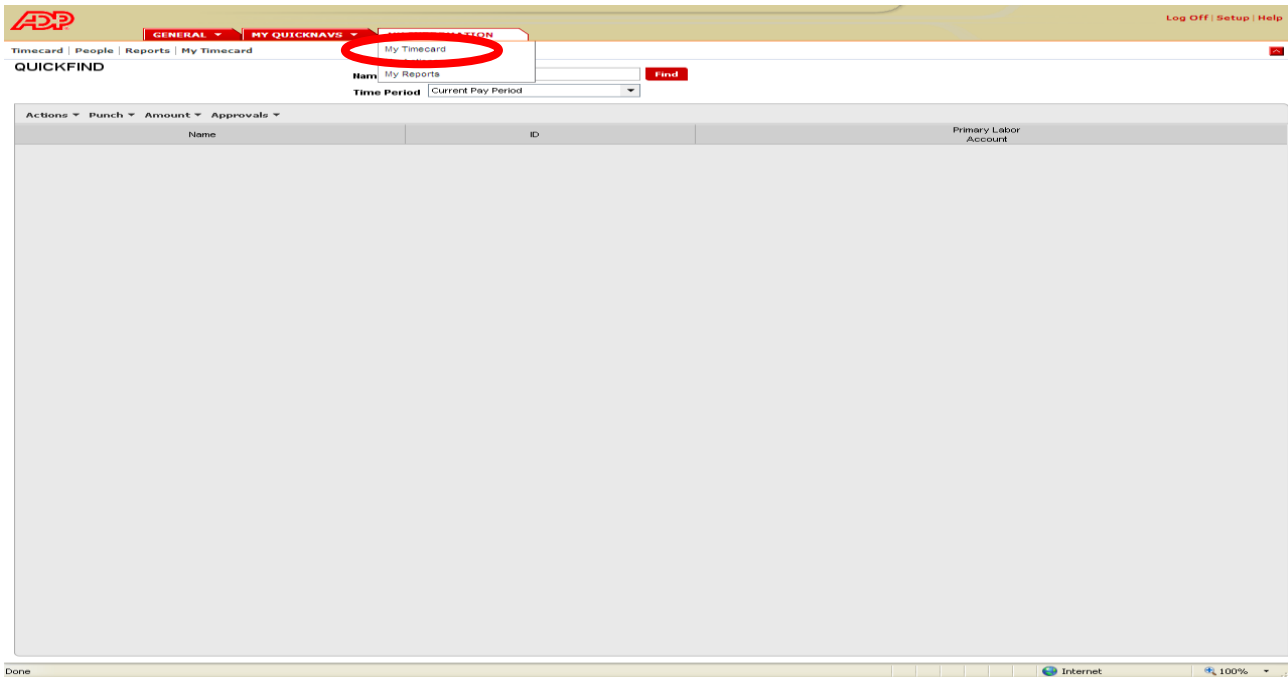 ADP
Log Off | Setup | Help
GENERAL MY QUICKNAVS
Timecard | People | Reports | My Timecard
My Timecard
My Reports
QUICKFIND
Find
Time Period Current Pay Period
Actions Punch Amount Approvals
Name ID Primary Labor
Account
Done Internet 100%